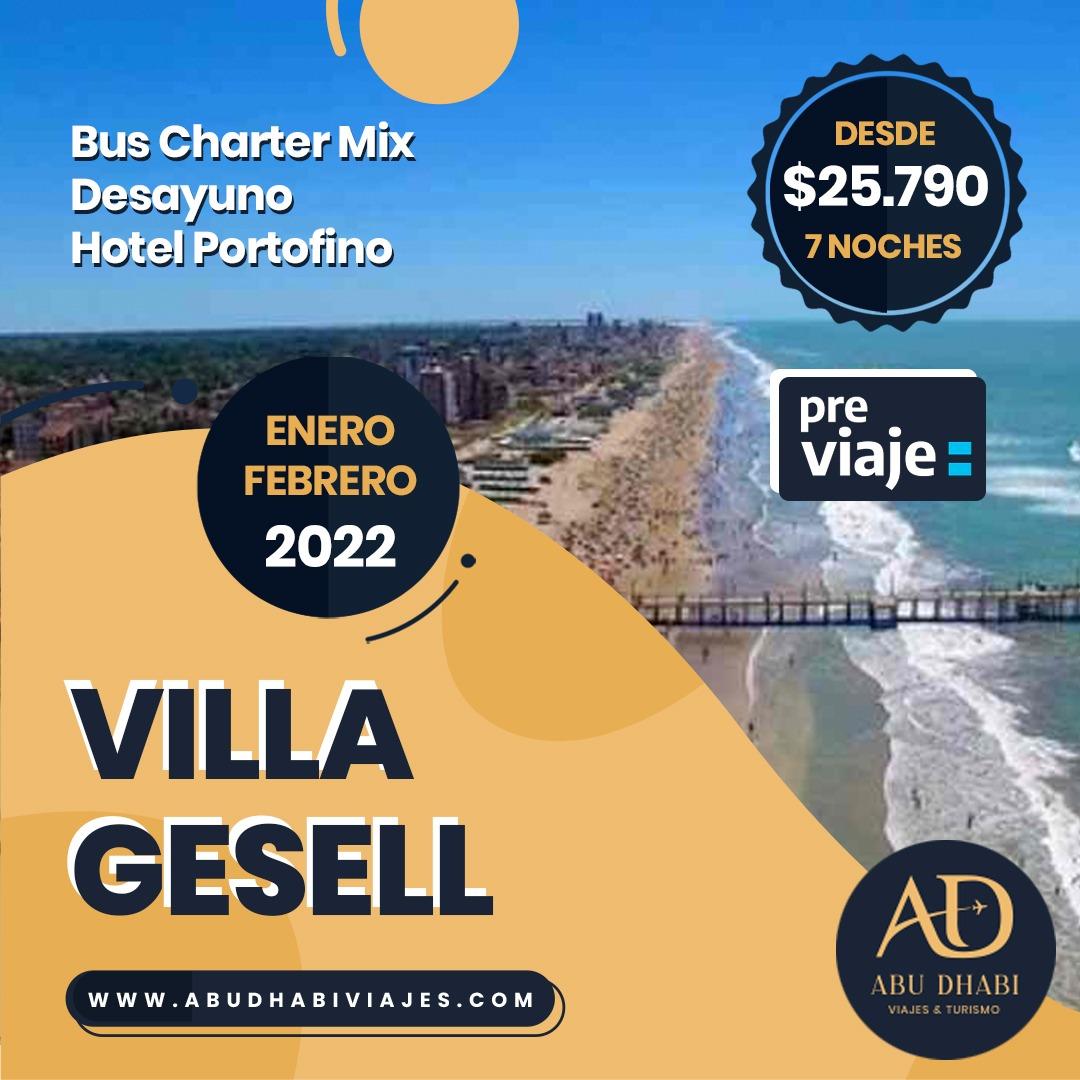 Bus Charter Mix
Desayuno
Hotel Portofino
DESDE
$25.790
7 NOCHES
pre
viaje
ENERO
FEBRERO
2022
VILLA
GESELL
WWW.ABUDHABIVIAJES.COM
AD
ABU DHABI
VIAJES & TURISMO